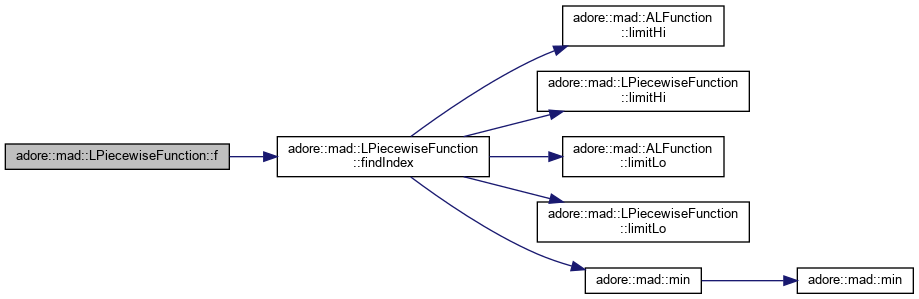 adore::mad::LPiecewiseFunction::f
adore::mad::LPiecewiseFunction
::findIndex
adore::mad::ALFunction
::limitHi
adore::mad::LPiecewiseFunction
::limitHi
adore::mad::ALFunction
::limitLo
adore::mad::LPiecewiseFunction
::limitLo
adore::mad::min
adore::mad::min